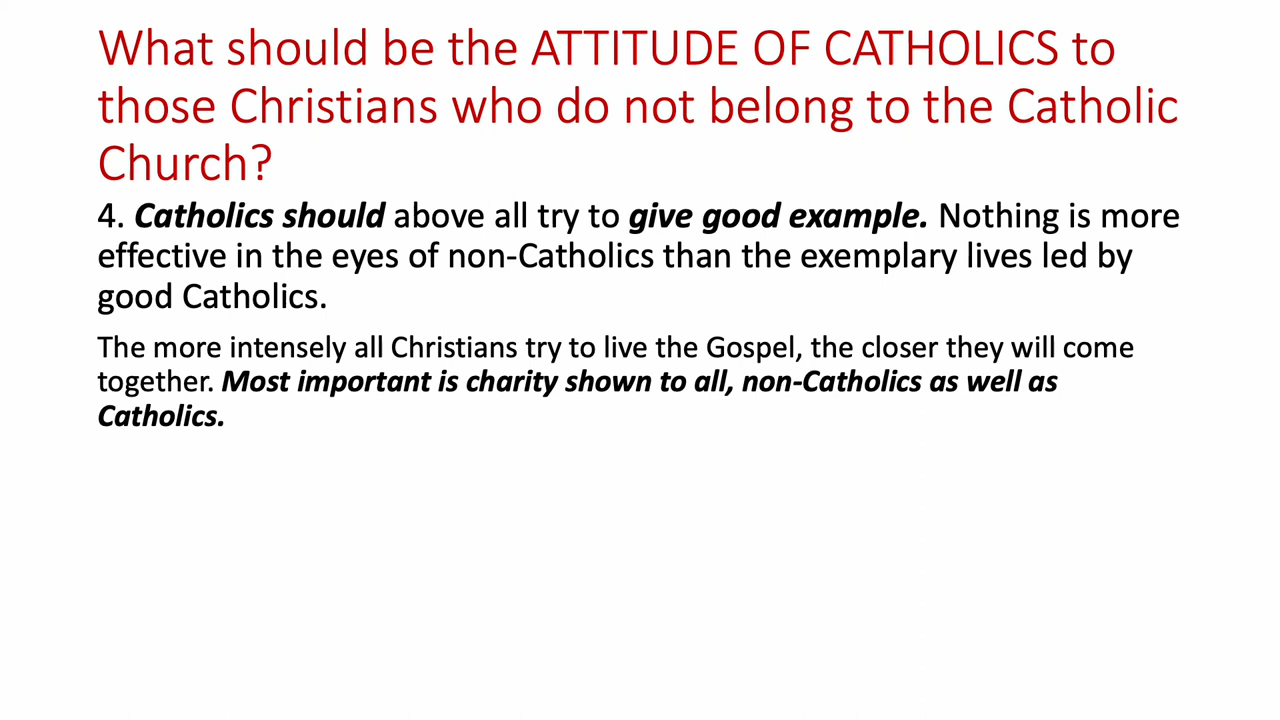 What should be the ATTITUDE OF CATHOLICS to
those Christians who do not belong to the Catholic
Church?
4. Catholics should above all try to give good example. Nothing is more
effective in the eyes of non-Catholics than the exemplary lives led by
good Catholics.
The more intensely all Christians try to live the Gospel, the closer they will come
together. Most important is charity shown to all, non-Catholics as well as
Catholics.